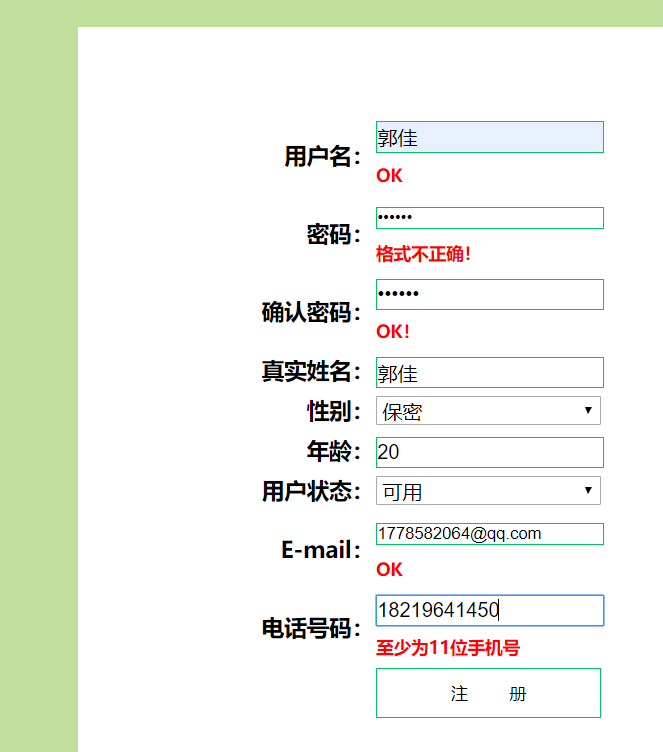 用户名： 郭佳
OK
密码： ••••••
格式不正确！
确认密码： ••••••
OK！
真实姓名： 郭佳
性别： 保密
年龄： 20
用户状态： 可用
E-mail： 1778582064@qq.com
OK
电话号码： 18219641450
至少为11位手机号
注 册